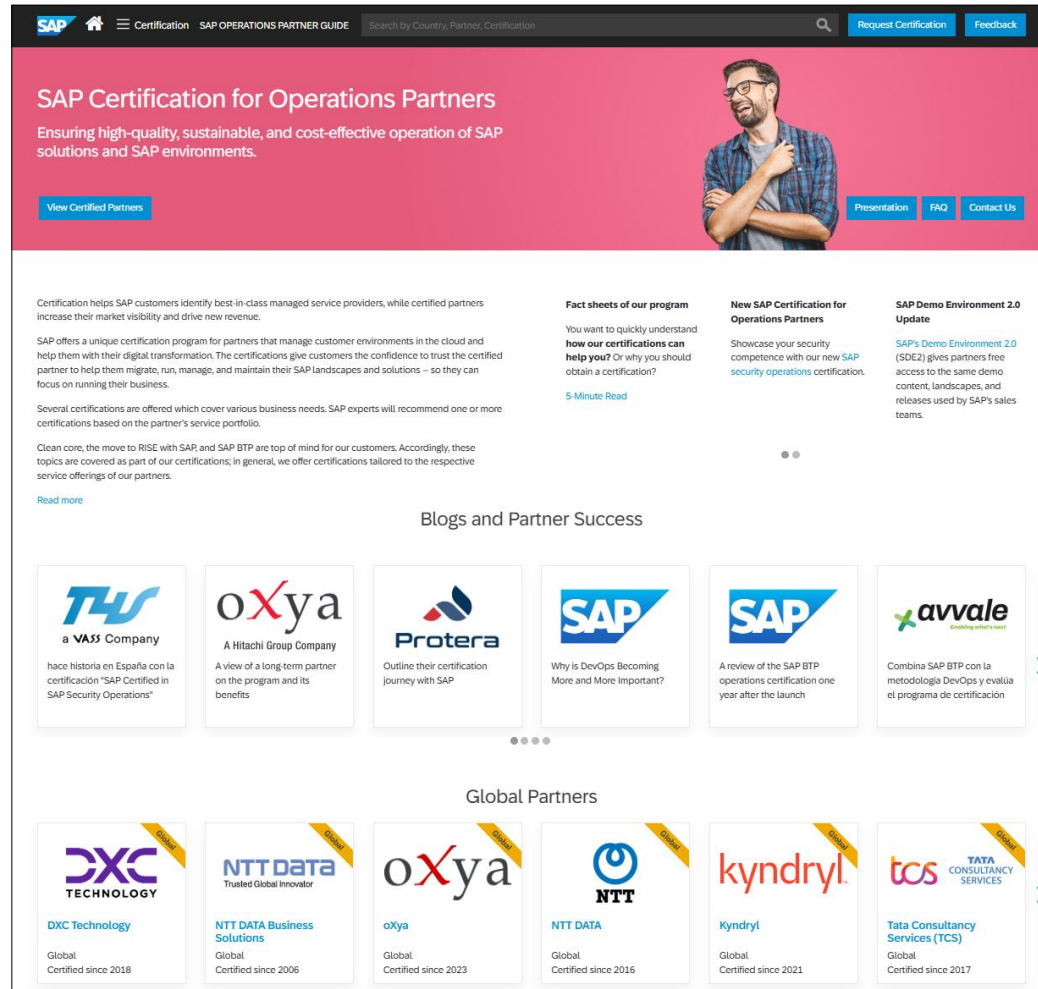 SAP
Certification
SAP OPERATIONS PARTNER GUIDE
Search by Country, Partner, Certification
Request Certification
Feedback
SAP Certification for Operations Partners
Ensuring high-quality, sustainable, and cost-effective operation of SAP
solutions and SAP environments.
View Certified Partners
Presentation
FAQ
Contact Us
Certification helps SAP customers identify best-in-class managed service providers, while certified partners
increase their market visibility and drive new revenue.
SAP offers a unique certification program for partners that manage customer environments in the cloud and
help them with their digital transformation. The certifications give customers the confidence to trust the certified
partner to help them migrate, run, manage, and maintain their SAP landscapes and solutions – so they can
focus on running their business.
Several certifications are offered which cover various business needs. SAP experts will recommend one or more
certifications based on the partner's service portfolio.
Clean core, the move to RISE with SAP, and SAP BTP are top of mind for our customers. Accordingly, these
topics are covered as part of our certifications; in general, we offer certifications tailored to the respective
service offerings of our partners.
Read more
Fact sheets of our program
You want to quickly understand
how our certifications can
help you? Or why you should
obtain a certification?
5-Minute Read
New SAP Certification for
Operations Partners
Showcase your security
competence with our new SAP
security operations certification.
SAP Demo Environment 2.0
Update
SAP's Demo Environment 2.0
(SDE2) gives partners free
access to the same demo
content, landscapes, and
releases used by SAP's sales
teams.
Blogs and Partner Success
T4S
a VASS Company
hace historia en España con la
certificación "SAP Certified in
SAP Security Operations"
oXya
A Hitachi Group Company
A view of a long-term partner
on the program and its
benefits
Protera
Outline their certification
journey with SAP
SAP
Why is DevOps Becoming
More and More Important?
SAP
A review of the SAP BTP
operations certification one
year after the launch
avvale
Enabling what's next
Combina SAP BTP con la
metodología DevOps y evalúa
el programa de certificación
Global Partners
Global
DXC
TECHNOLOGY
DXC Technology
Global
Certified since 2018
Global
NTT DATA
Trusted Global Innovator
NTT DATA Business
Solutions
Global
Certified since 2006
Global
oXya
oXya
Global
Certified since 2023
Global
NTT
NTT DATA
Global
Certified since 2016
Global
kyndryl
Kyndryl
Global
Certified since 2021
Global
tcs
TATA
CONSULTANCY
SERVICES
Tata Consultancy
Services (TCS)
Global
Certified since 2017